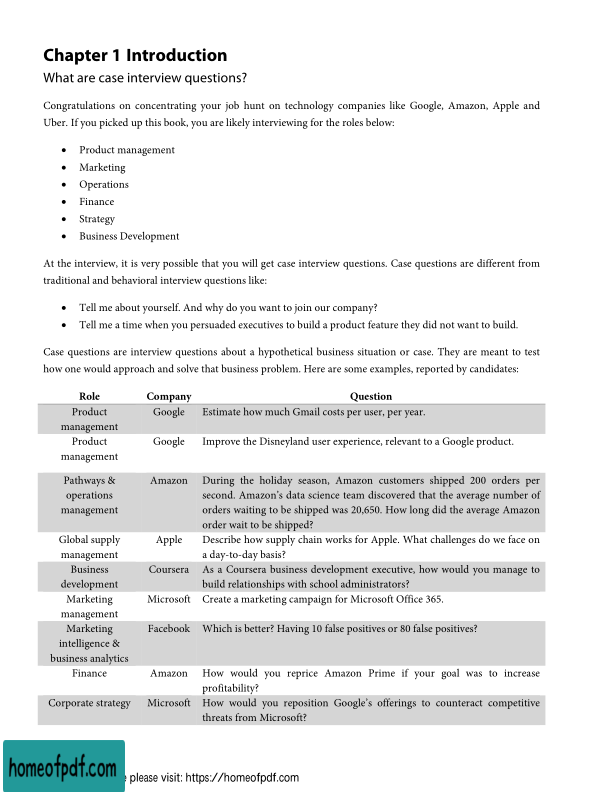 Chapter 1 Introduction
What are case interview questions?
Congratulations on concentrating your job hunt on technology companies like Google, Amazon, Apple and
Uber. If you picked up this book, you are likely interviewing for the roles below:
• Product management
• Marketing
• Operations
• Finance
• Strategy
• Business Development
At the interview, it is very possible that you will get case interview questions. Case questions are different from
traditional and behavioral interview questions like:
• Tell me about yourself. And why do you want to join our company?
• Tell me a time when you persuaded executives to build a product feature they did not want to build.
Case questions are interview questions about a hypothetical business situation or case. They are meant to test
how one would approach and solve that business problem. Here are some examples, reported by candidates:
Role Company Question
Product Google Estimate how much Gmail costs per user, per year.
management
Product Google Improve the Disneyland user experience, relevant to a Google product.
management
Pathways & Amazon During the holiday season, Amazon customers shipped 200 orders per
operations second. Amazon's data science team discovered that the average number of
management orders waiting to be shipped was 20,650. How long did the average Amazon
order wait to be shipped?
Global supply Apple Describe how supply chain works for Apple. What challenges do we face on
management a day-to-day basis?
Business Coursera As a Coursera business development executive, how would you manage to
development build relationships with school administrators?
Marketing Microsoft Create a marketing campaign for Microsoft Office 365.
management
Marketing Facebook Which is better? Having 10 false positives or 80 false positives?
intelligence &
business analytics
Finance Amazon How would you reprice Amazon Prime if your goal was to increase
profitability?
Corporate strategy Microsoft How would you reposition Google's offerings to counteract competitive
threats from Microsoft?
homeofpdf.com
please visit: https://homeofpdf.com